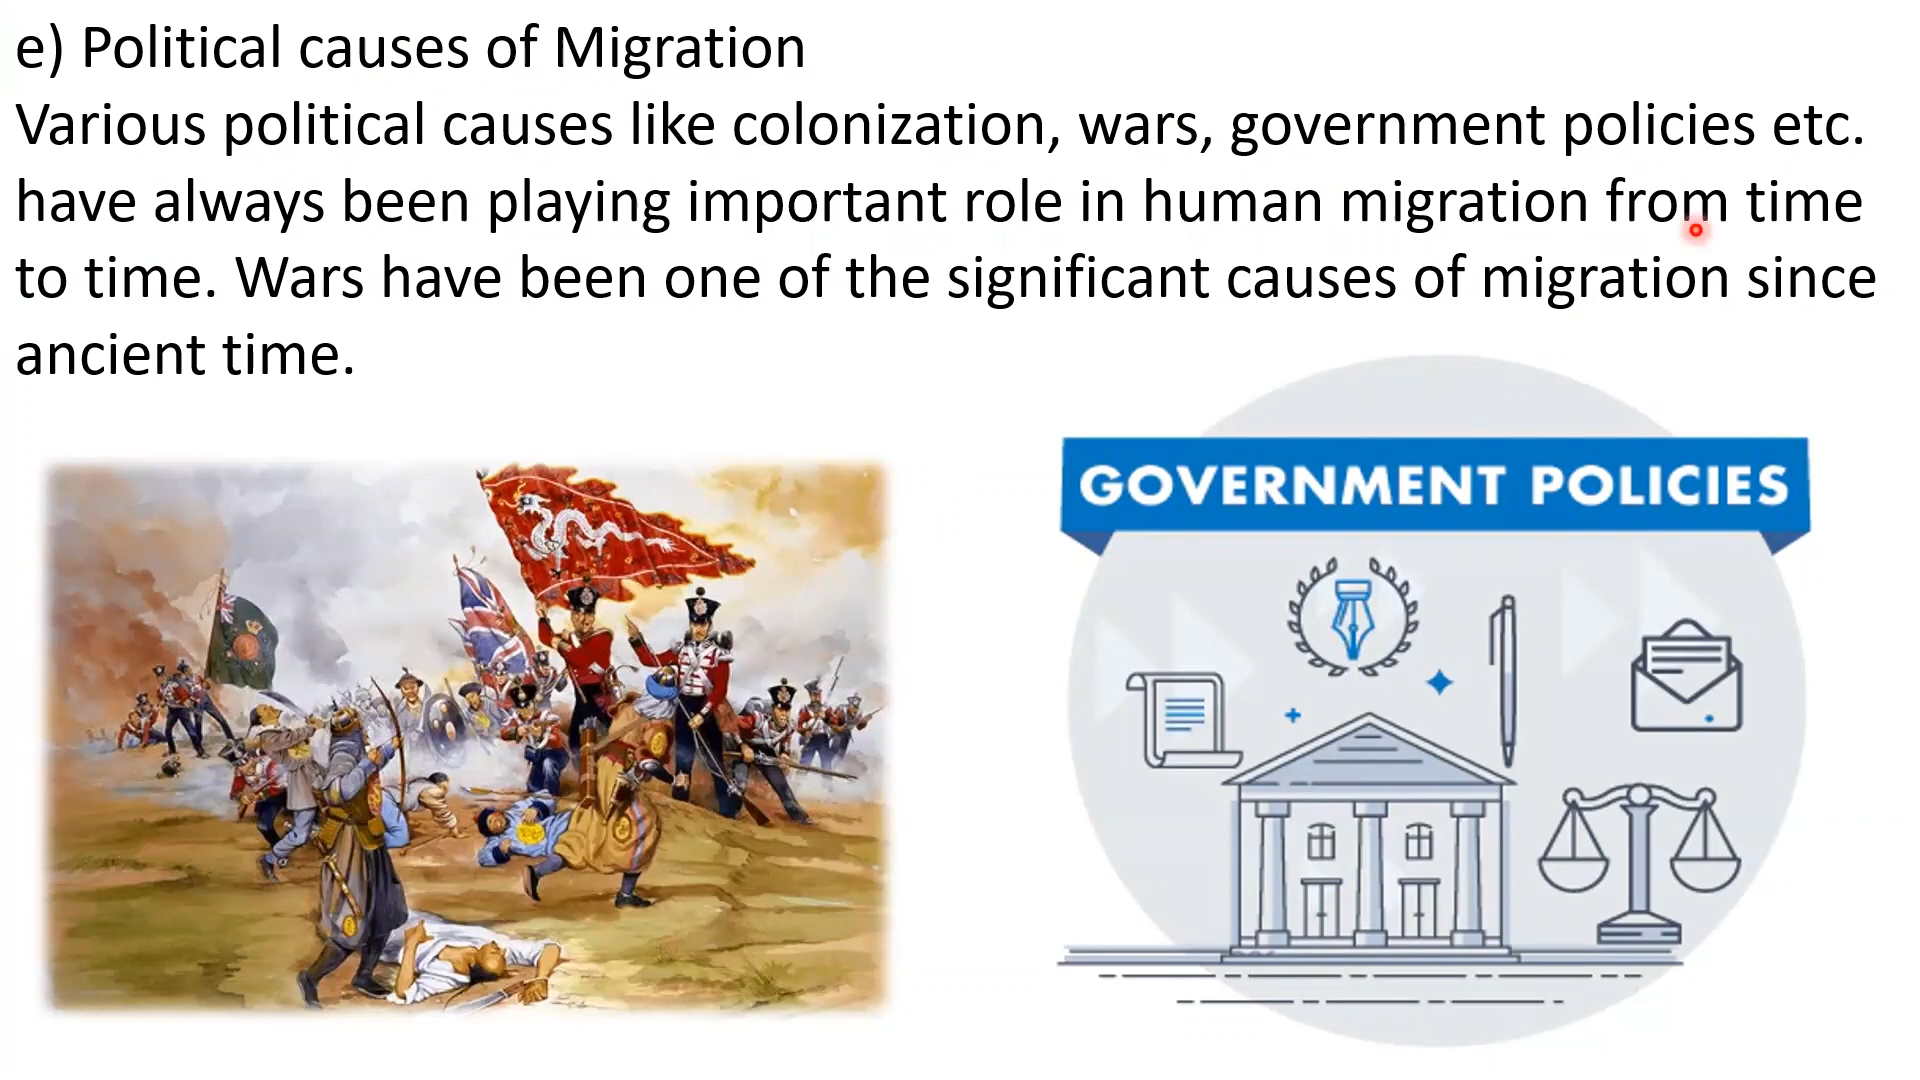 e) Political causes of Migration
Various political causes like colonization, wars, government policies etc.
have always been playing important role in human migration from time
to time. Wars have been one of the significant causes of migration since
ancient time.
GOVERNMENT POLICIES